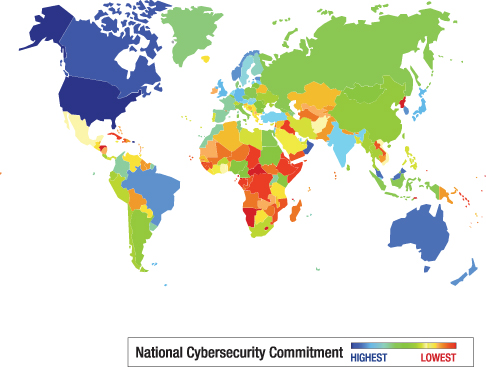 National Cybersecurity Commitment
HIGHEST LOWEST